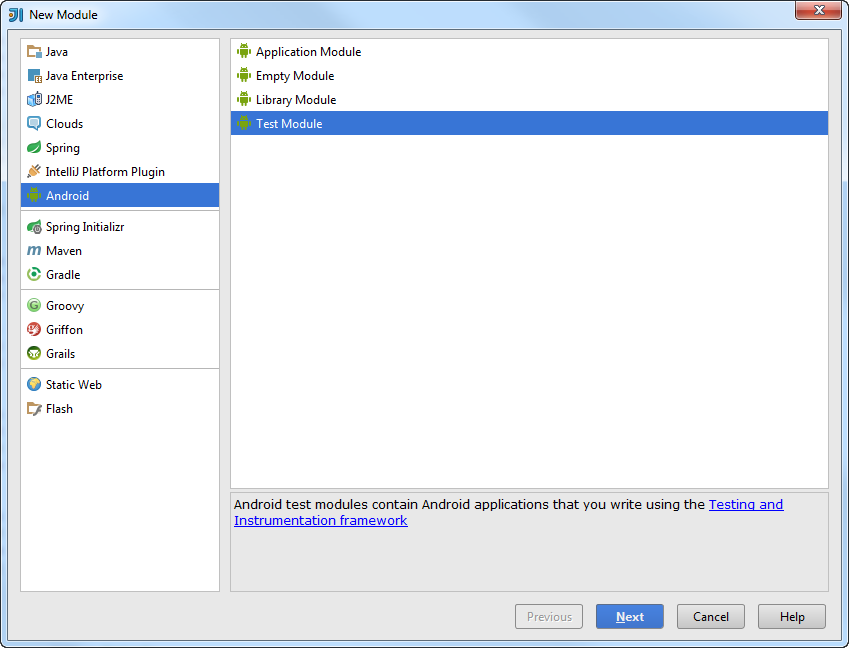 New Module
Java
Java Enterprise
J2ME
Clouds
Spring
IntelliJ Platform Plugin
Android
Spring Initializr
Maven
Gradle
Groovy
Griffon
Grails
Static Web
Flash
Application Module
Empty Module
Library Module
Test Module
Android test modules contain Android applications that you write using the Testing and
Instrumentation framework
Previous
Next
Cancel
Help